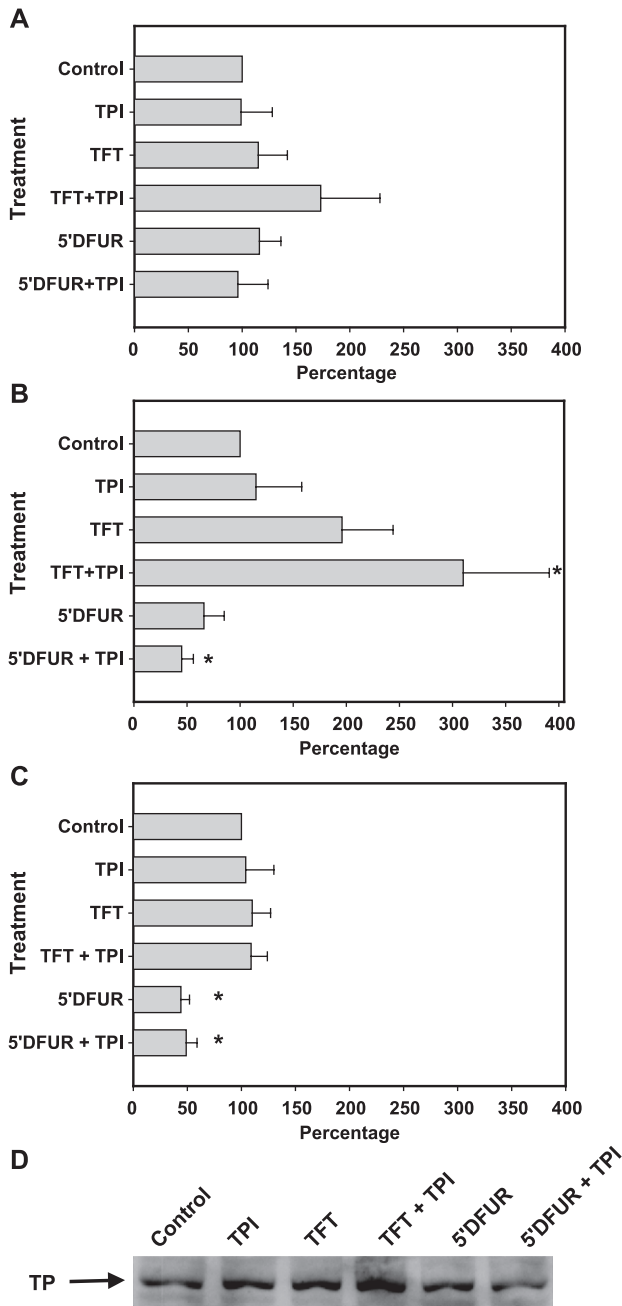 A
Treatment
Control
TPI
TFT
TFT+TPI
5'DFUR
5'DFUR+TPI
0 50 100 150 200 250 300 350 400
Percentage
B
Treatment
Control
TPI
TFT
TFT+TPI *
5'DFUR
5'DFUR + TPI *
0 50 100 150 200 250 300 350 400
Percentage
C
Treatment
Control
TPI
TFT
TFT + TPI
5'DFUR *
5'DFUR + TPI *
0 50 100 150 200 250 300 350 400
Percentage
D
Control TPI TFT TFT + TPI 5'DFUR 5'DFUR + TPI
TP